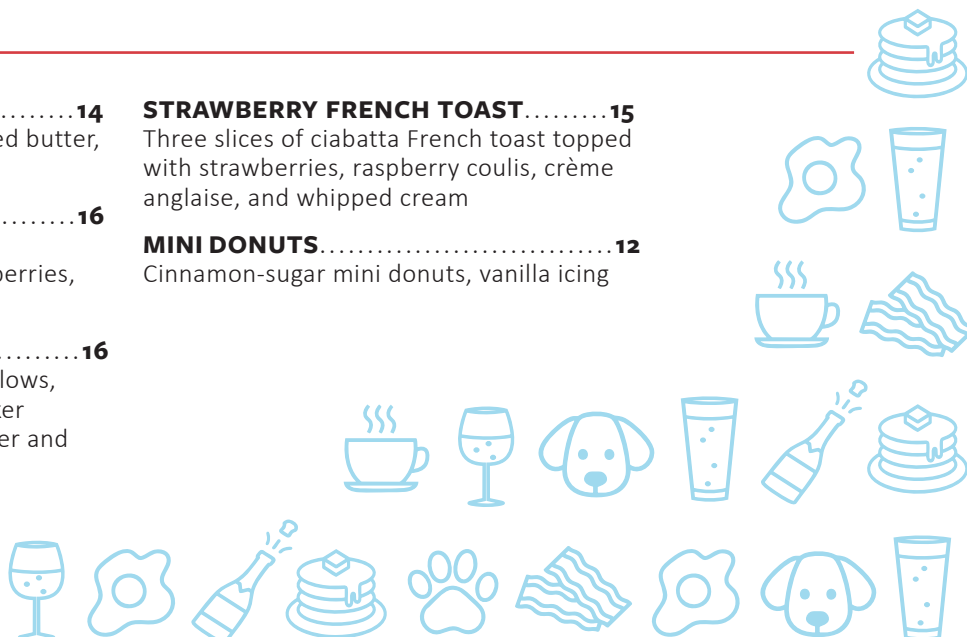 ........14
ed butter,
........16
berries,
.........16
lows,
ker
er and
STRAWBERRY FRENCH TOAST.........15
Three slices of ciabatta French toast topped
with strawberries, raspberry coulis, crème
anglaise, and whipped cream
MINI DONUTS...............................12
Cinnamon-sugar mini donuts, vanilla icing